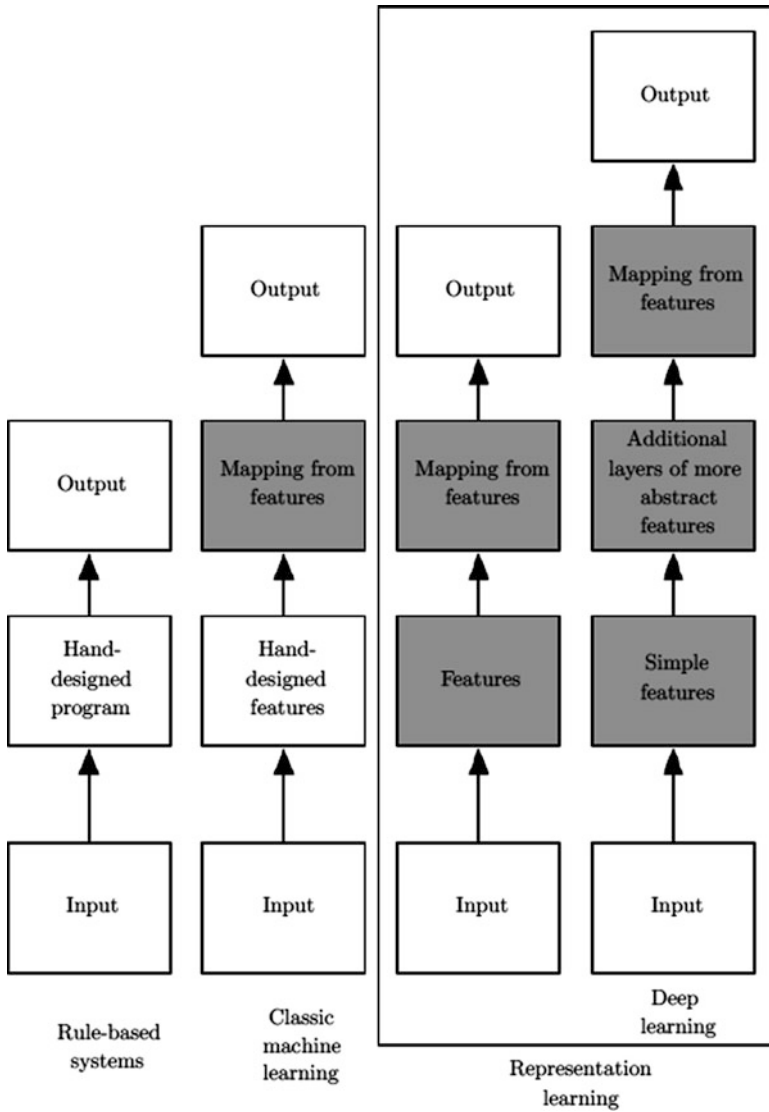 Output
Mapping from
features
Additional
layers of more
abstract
features
Simple
features
Input
Deep
learning
Output
Mapping from
features
Features
Input
Representation
learning
Output
Mapping from
features
Hand-
designed
features
Input
Classic
machine
learning
Output
Hand-
designed
program
Input
Rule-based
systems